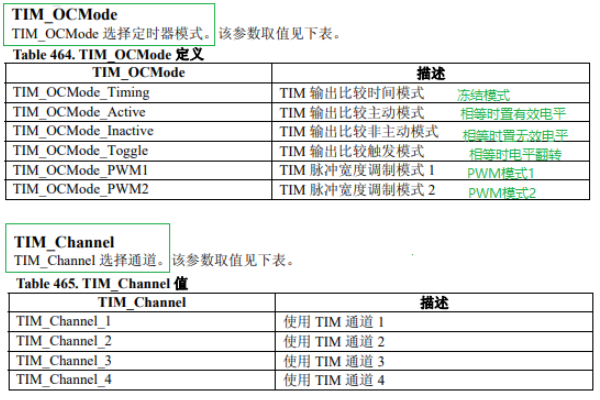 TIM_OCMode
TIM_OCMode 选择定时器模式。该参数取值见下表。
Table 464. TIM_OCMode 定义
TIM_OCMode 描述
TIM_OCMode_Timing TIM 输出比较时间模式 冻结模式
TIM_OCMode_Active TIM 输出比较主动模式 相等时置有效电平
TIM_OCMode_Inactive TIM 输出比较非主动模式 相等时置无效电平
TIM_OCMode_Toggle TIM 输出比较触发模式 相等时电平翻转
TIM_OCMode_PWM1 TIM 脉冲宽度调制模式 1 PWM模式1
TIM_OCMode_PWM2 TIM 脉冲宽度调制模式 2 PWM模式2
TIM_Channel
TIM_Channel 选择通道。该参数取值见下表。
Table 465. TIM_Channel 值
TIM_Channel 描述
TIM_Channel_1 使用 TIM 通道 1
TIM_Channel_2 使用 TIM 通道 2
TIM_Channel_3 使用 TIM 通道 3
TIM_Channel_4 使用 TIM 通道 4